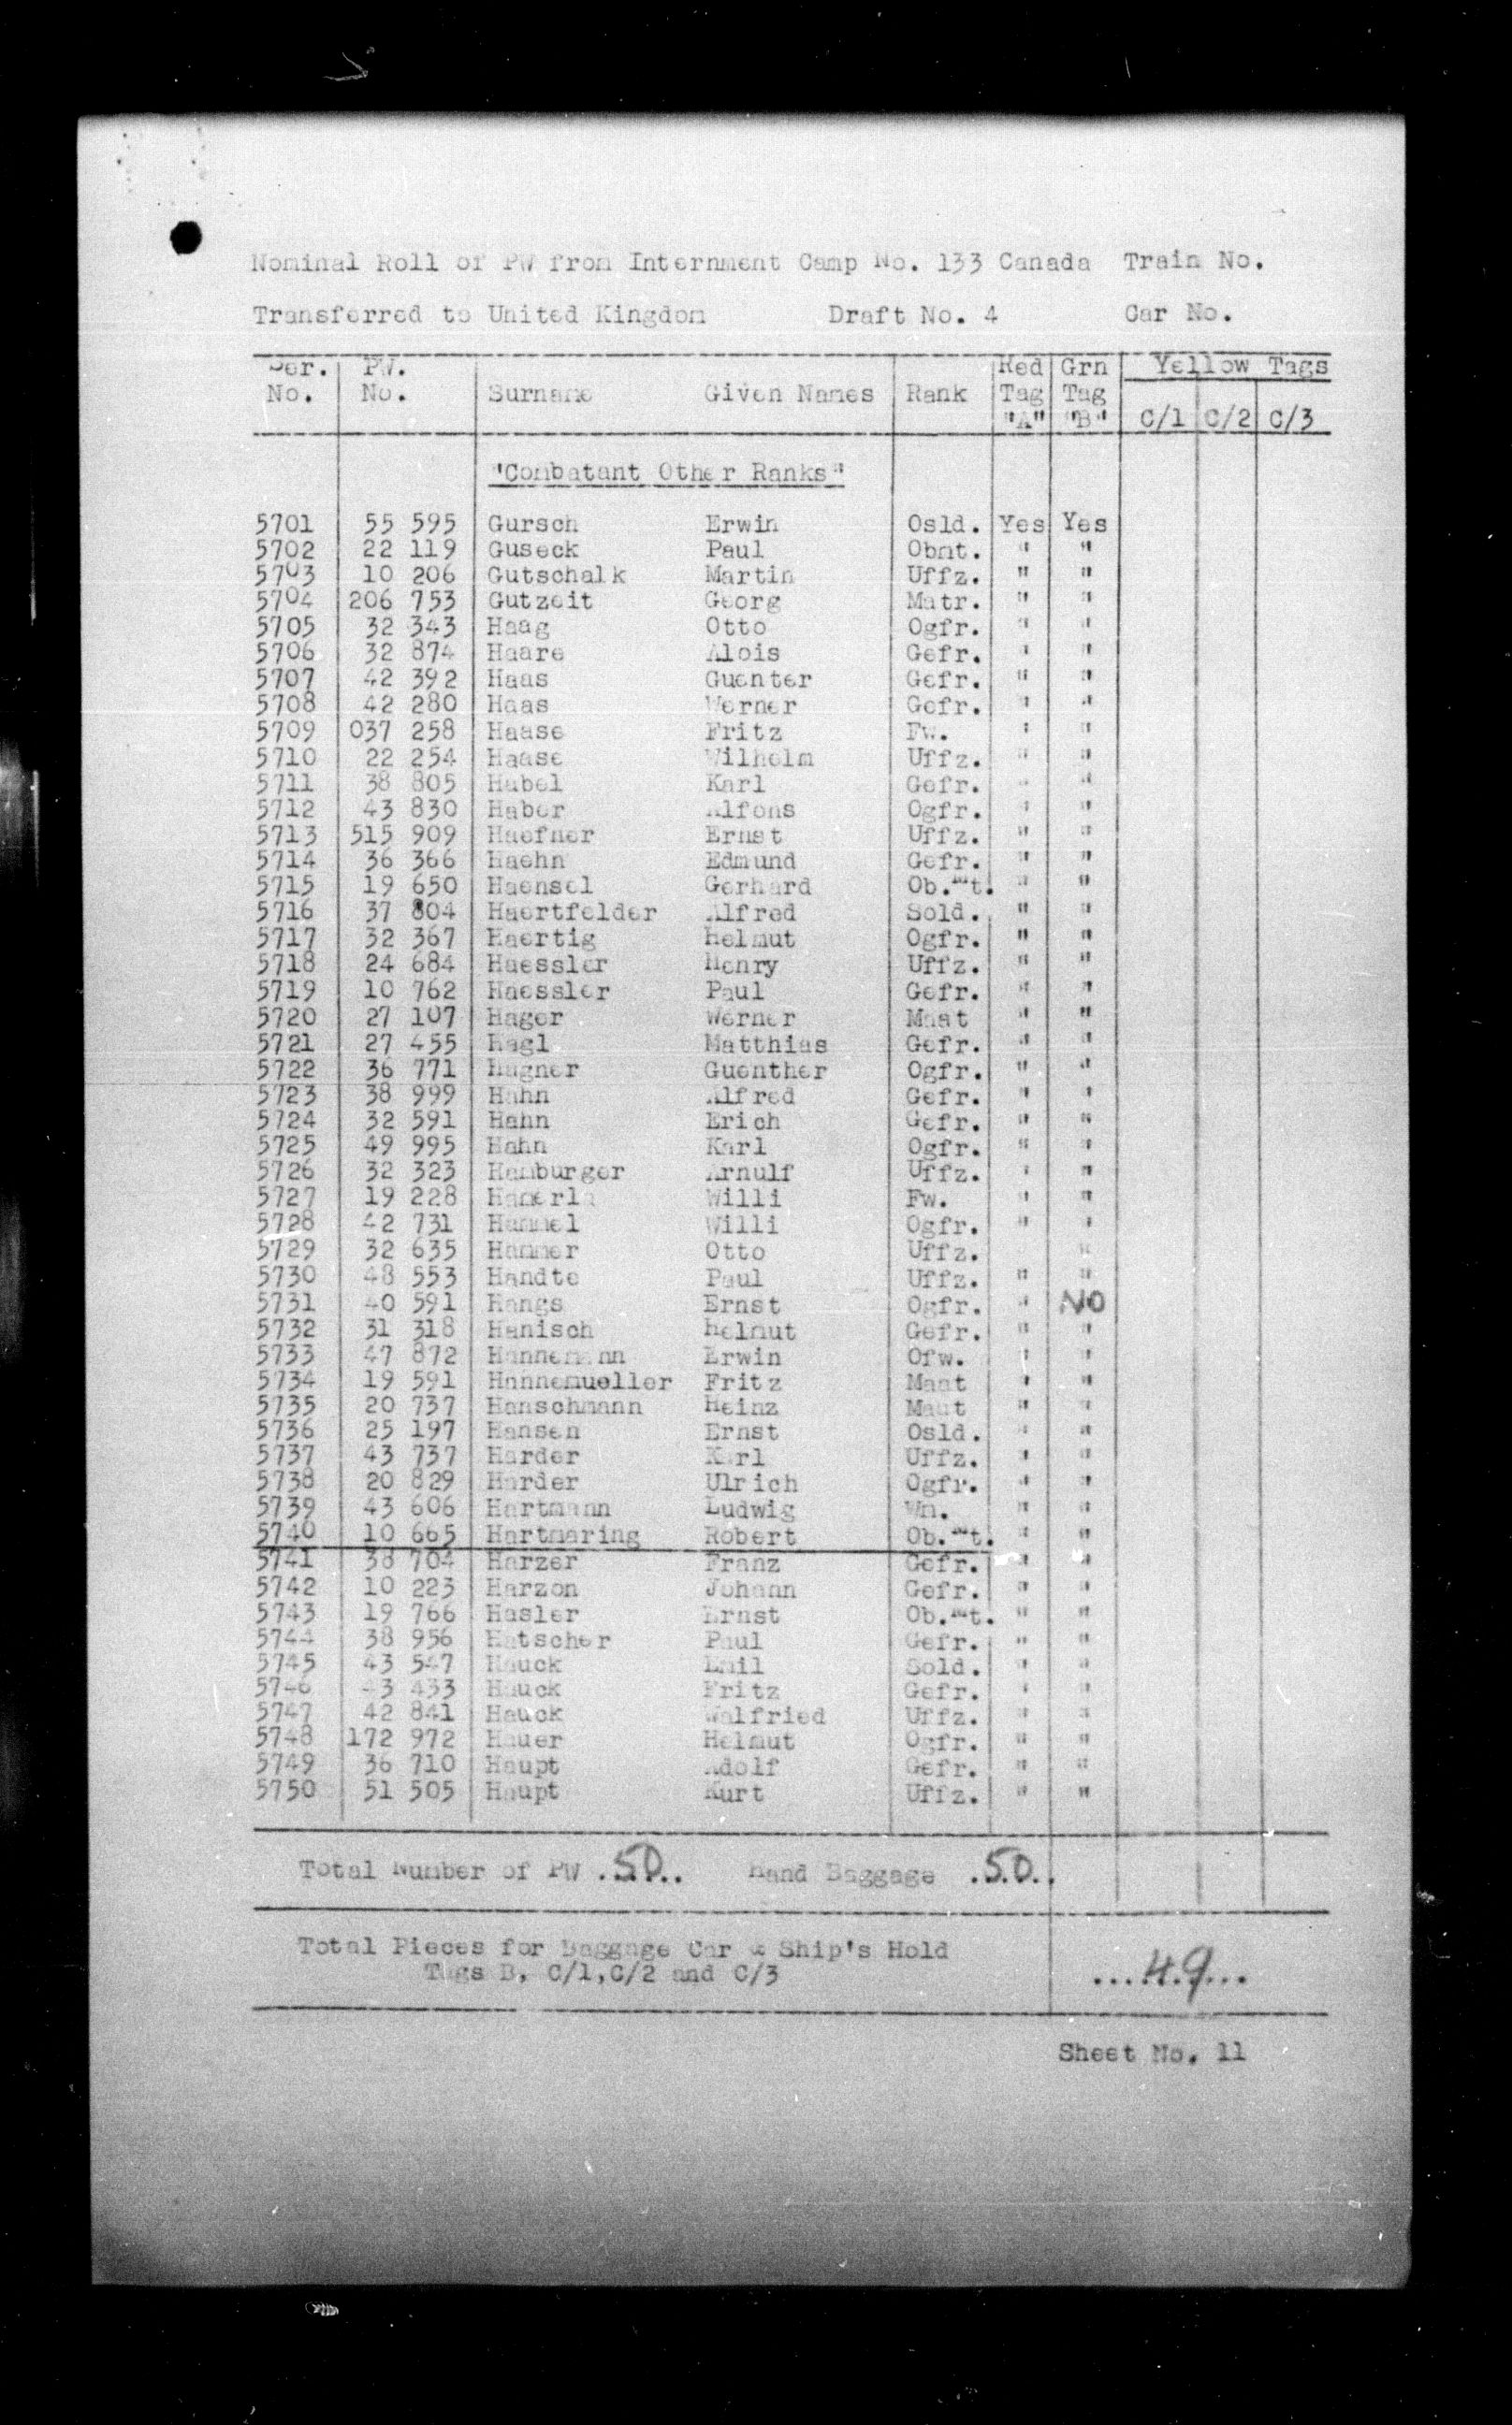 Nominal Roll of PW from Internment Camp No. 133 Canada Train No.
Transferred to United Kingdom Draft No. 4 Car No.
Ser. No. PW. No. Surname Given Names Rank Red Tag "A" Grn Tag "B" Yellow Tags C/1 C/2 C/3
"Combatant Other Ranks"
5701 55 595 Gursch Erwin Osld. Yes Yes
5702 22 119 Guseck Paul Obmt. " "
5703 10 206 Gutschalk Martin Uffz. " "
5704 206 753 Gutzeit Georg Matr. " "
5705 32 343 Haag Otto Ogfr. " "
5706 32 874 Haare Alois Gefr. " "
5707 42 392 Haas Guenter Gefr. " "
5708 42 280 Haas Werner Gefr. " "
5709 037 258 Haase Fritz Fw. " "
5710 22 254 Haase Wilhelm Uffz. " "
5711 38 805 Habel Karl Gefr. " "
5712 43 830 Haber Alfons Ogfr. " "
5713 515 909 Haefner Ernst Uffz. " "
5714 36 366 Haehn Edmund Gefr. " "
5715 19 650 Haensel Gerhard Ob.mt. " "
5716 37 804 Haertfelder Alfred Sold. " "
5717 32 367 Haertig Helmut Ogfr. " "
5718 24 684 Haessler Henry Uffz. " "
5719 10 762 Haessler Paul Gefr. " "
5720 27 107 Hager Werner Maat " "
5721 27 455 Hagl Matthias Gefr. " "
5722 36 771 Hagner Guenther Ogfr. " "
5723 38 999 Hahn Alfred Gefr. " "
5724 32 591 Hahn Erich Gefr. " "
5725 49 995 Hahn Karl Ogfr. " "
5726 32 323 Hamburger Arnulf Uffz. " "
5727 19 228 Hamerla Willi Fw. " "
5728 42 731 Hammel Willi Ogfr. " "
5729 32 635 Hammer Otto Uffz. "
5730 48 553 Handte Paul Uffz. " "
5731 40 591 Hangs Ernst Ogfr. " NO
5732 31 318 Hanisch Helmut Gefr. " "
5733 47 872 Hannemann Erwin Ofw. " "
5734 19 591 Hannemueller Fritz Maat " "
5735 20 737 Hanschmann Heinz Maat " "
5736 25 197 Hansen Ernst Osld. " "
5737 43 737 Harder Karl Uffz. " "
5738 20 829 Harder Ulrich Ogfr. " "
5739 43 606 Hartmann Ludwig Wm. " "
5740 10 665 Hartmaring Robert Ob.mt. " "
5741 38 704 Harzer Franz Gefr. " "
5742 10 223 Harzon Johann Gefr. " "
5743 19 766 Hasler Ernst Ob.mt. " "
5744 38 956 Hatscher Paul Gefr. " "
5745 43 547 Hauck Emil Sold. " "
5746 43 433 Hauck Fritz Gefr. " "
5747 42 841 Hauck Walfried Uffz. " "
5748 172 972 Hauer Helmut Ogfr. " "
5749 36 710 Haupt Adolf Gefr. " "
5750 51 505 Haupt Kurt Uffz. " "
Total Number of PW .50.. Hand Baggage .50..
Total Pieces for Baggage Car & Ship's Hold
Tags B, C/1,C/2 and C/3 ...49...
Sheet No. 11